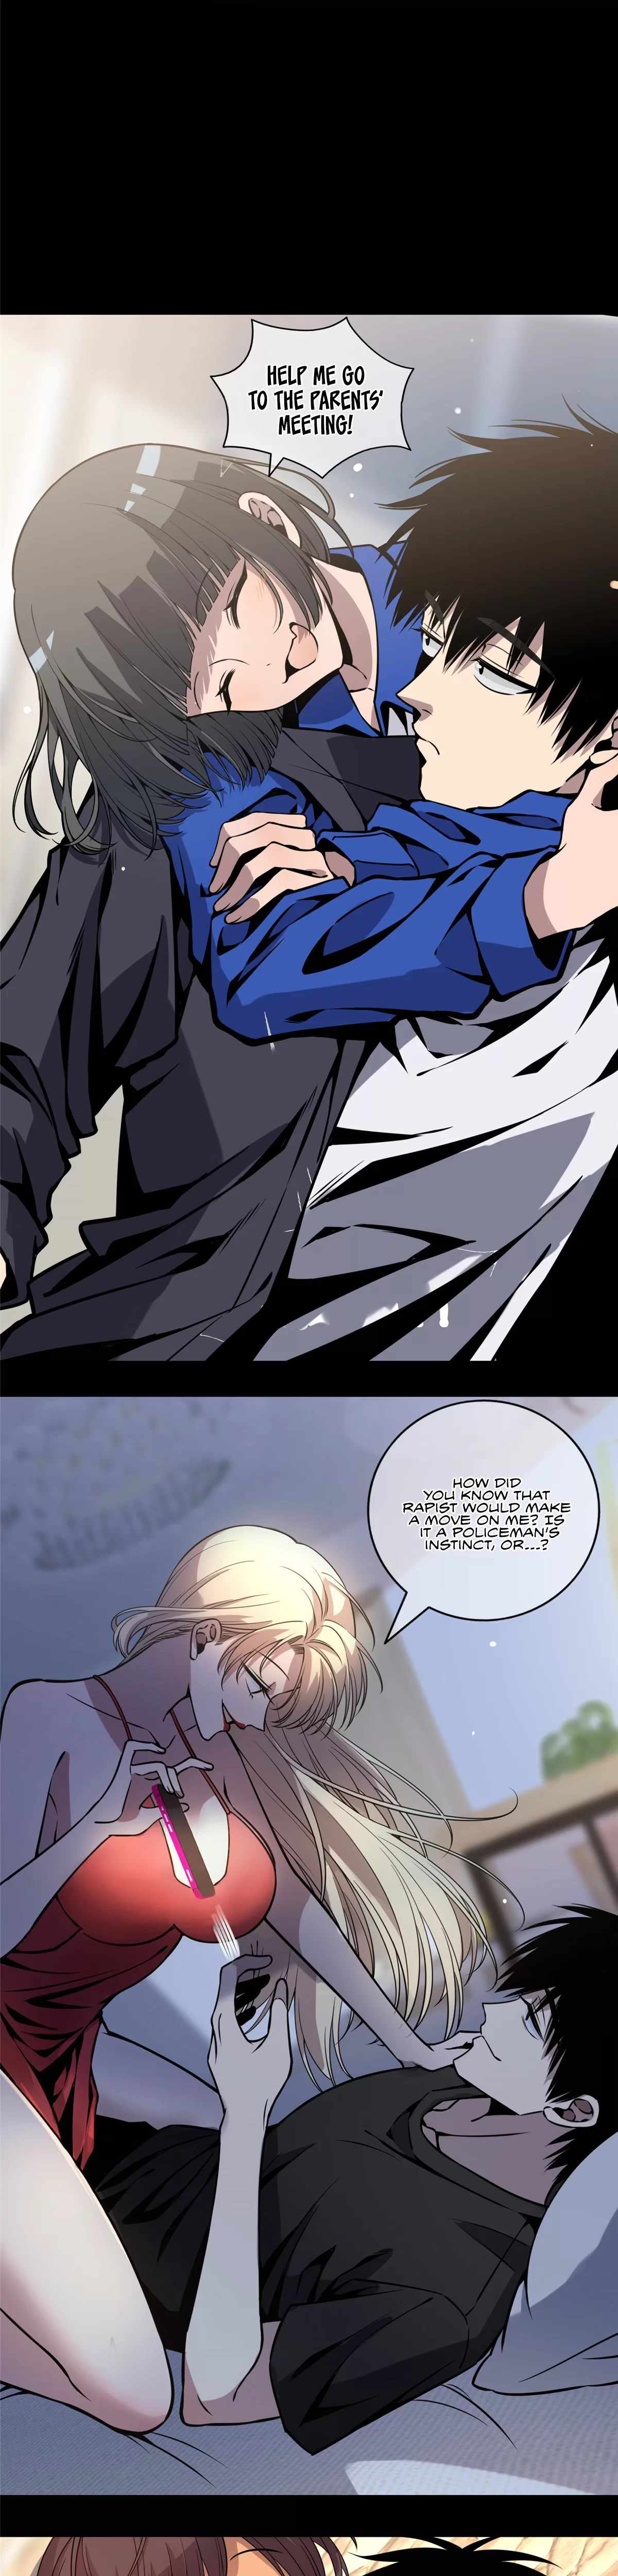 HELP ME GO
TO THE PARENTS'
MEETING!
HOW DID
YOU KNOW THAT
RAPIST WOULD MAKE
A MOVE ON ME? IS
IT A POLICEMAN'S
INSTINCT, OR...?